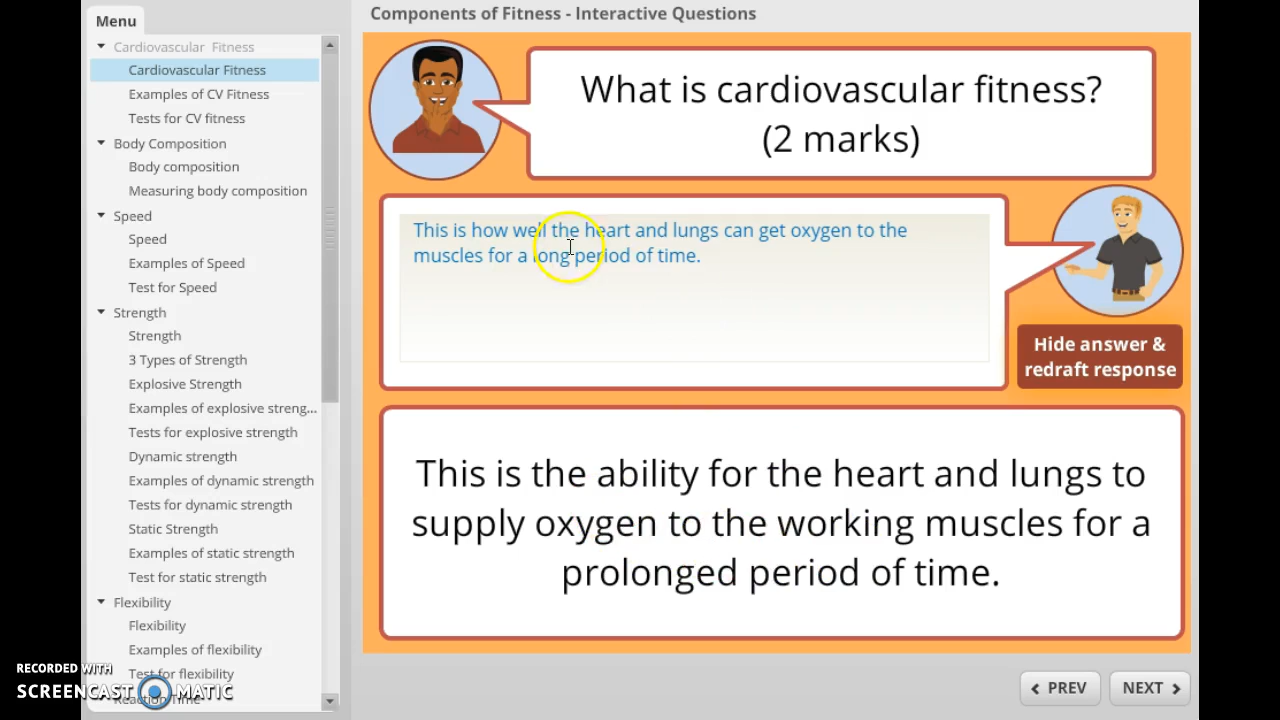 Menu
Components of Fitness - Interactive Questions
Cardiovascular Fitness
Cardiovascular Fitness
Examples of CV Fitness
Tests for CV fitness
Body Composition
Body composition
Measuring body composition
Speed
Speed
Examples of Speed
Test for Speed
Strength
Strength
3 Types of Strength
Explosive Strength
Examples of explosive streng...
Tests for explosive strength
Dynamic strength
Examples of dynamic strength
Tests for dynamic strength
Static Strength
Examples of static strength
Test for static strength
Flexibility
Flexibility
Examples of flexibility
Test for flexibility
Reaction Time
What is cardiovascular fitness?
(2 marks)
This is how well the heart and lungs can get oxygen to the
muscles for a long period of time.
Hide answer &
redraft response
This is the ability for the heart and lungs to
supply oxygen to the working muscles for a
prolonged period of time.
PREV
NEXT
RECORDED WITH
SCREENCAST MATIC